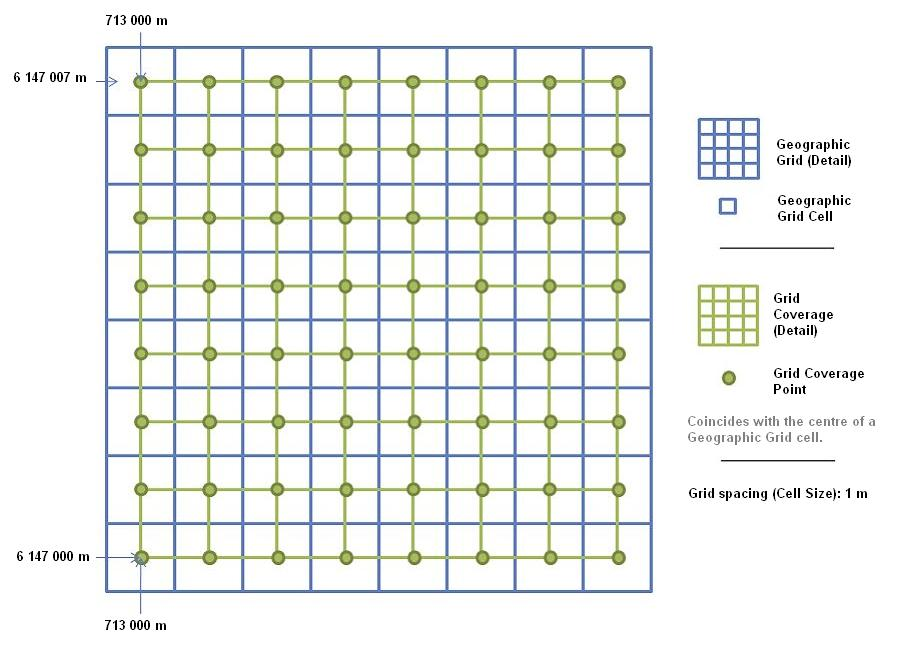 713 000 m
6 147 007 m
Geographic
Grid (Detail)
Geographic
Grid Cell
Grid
Coverage
(Detail)
Grid Coverage
Point
Coincides with the centre of a
Geographic Grid cell.
Grid spacing (Cell Size): 1 m
6 147 000 m
713 000 m